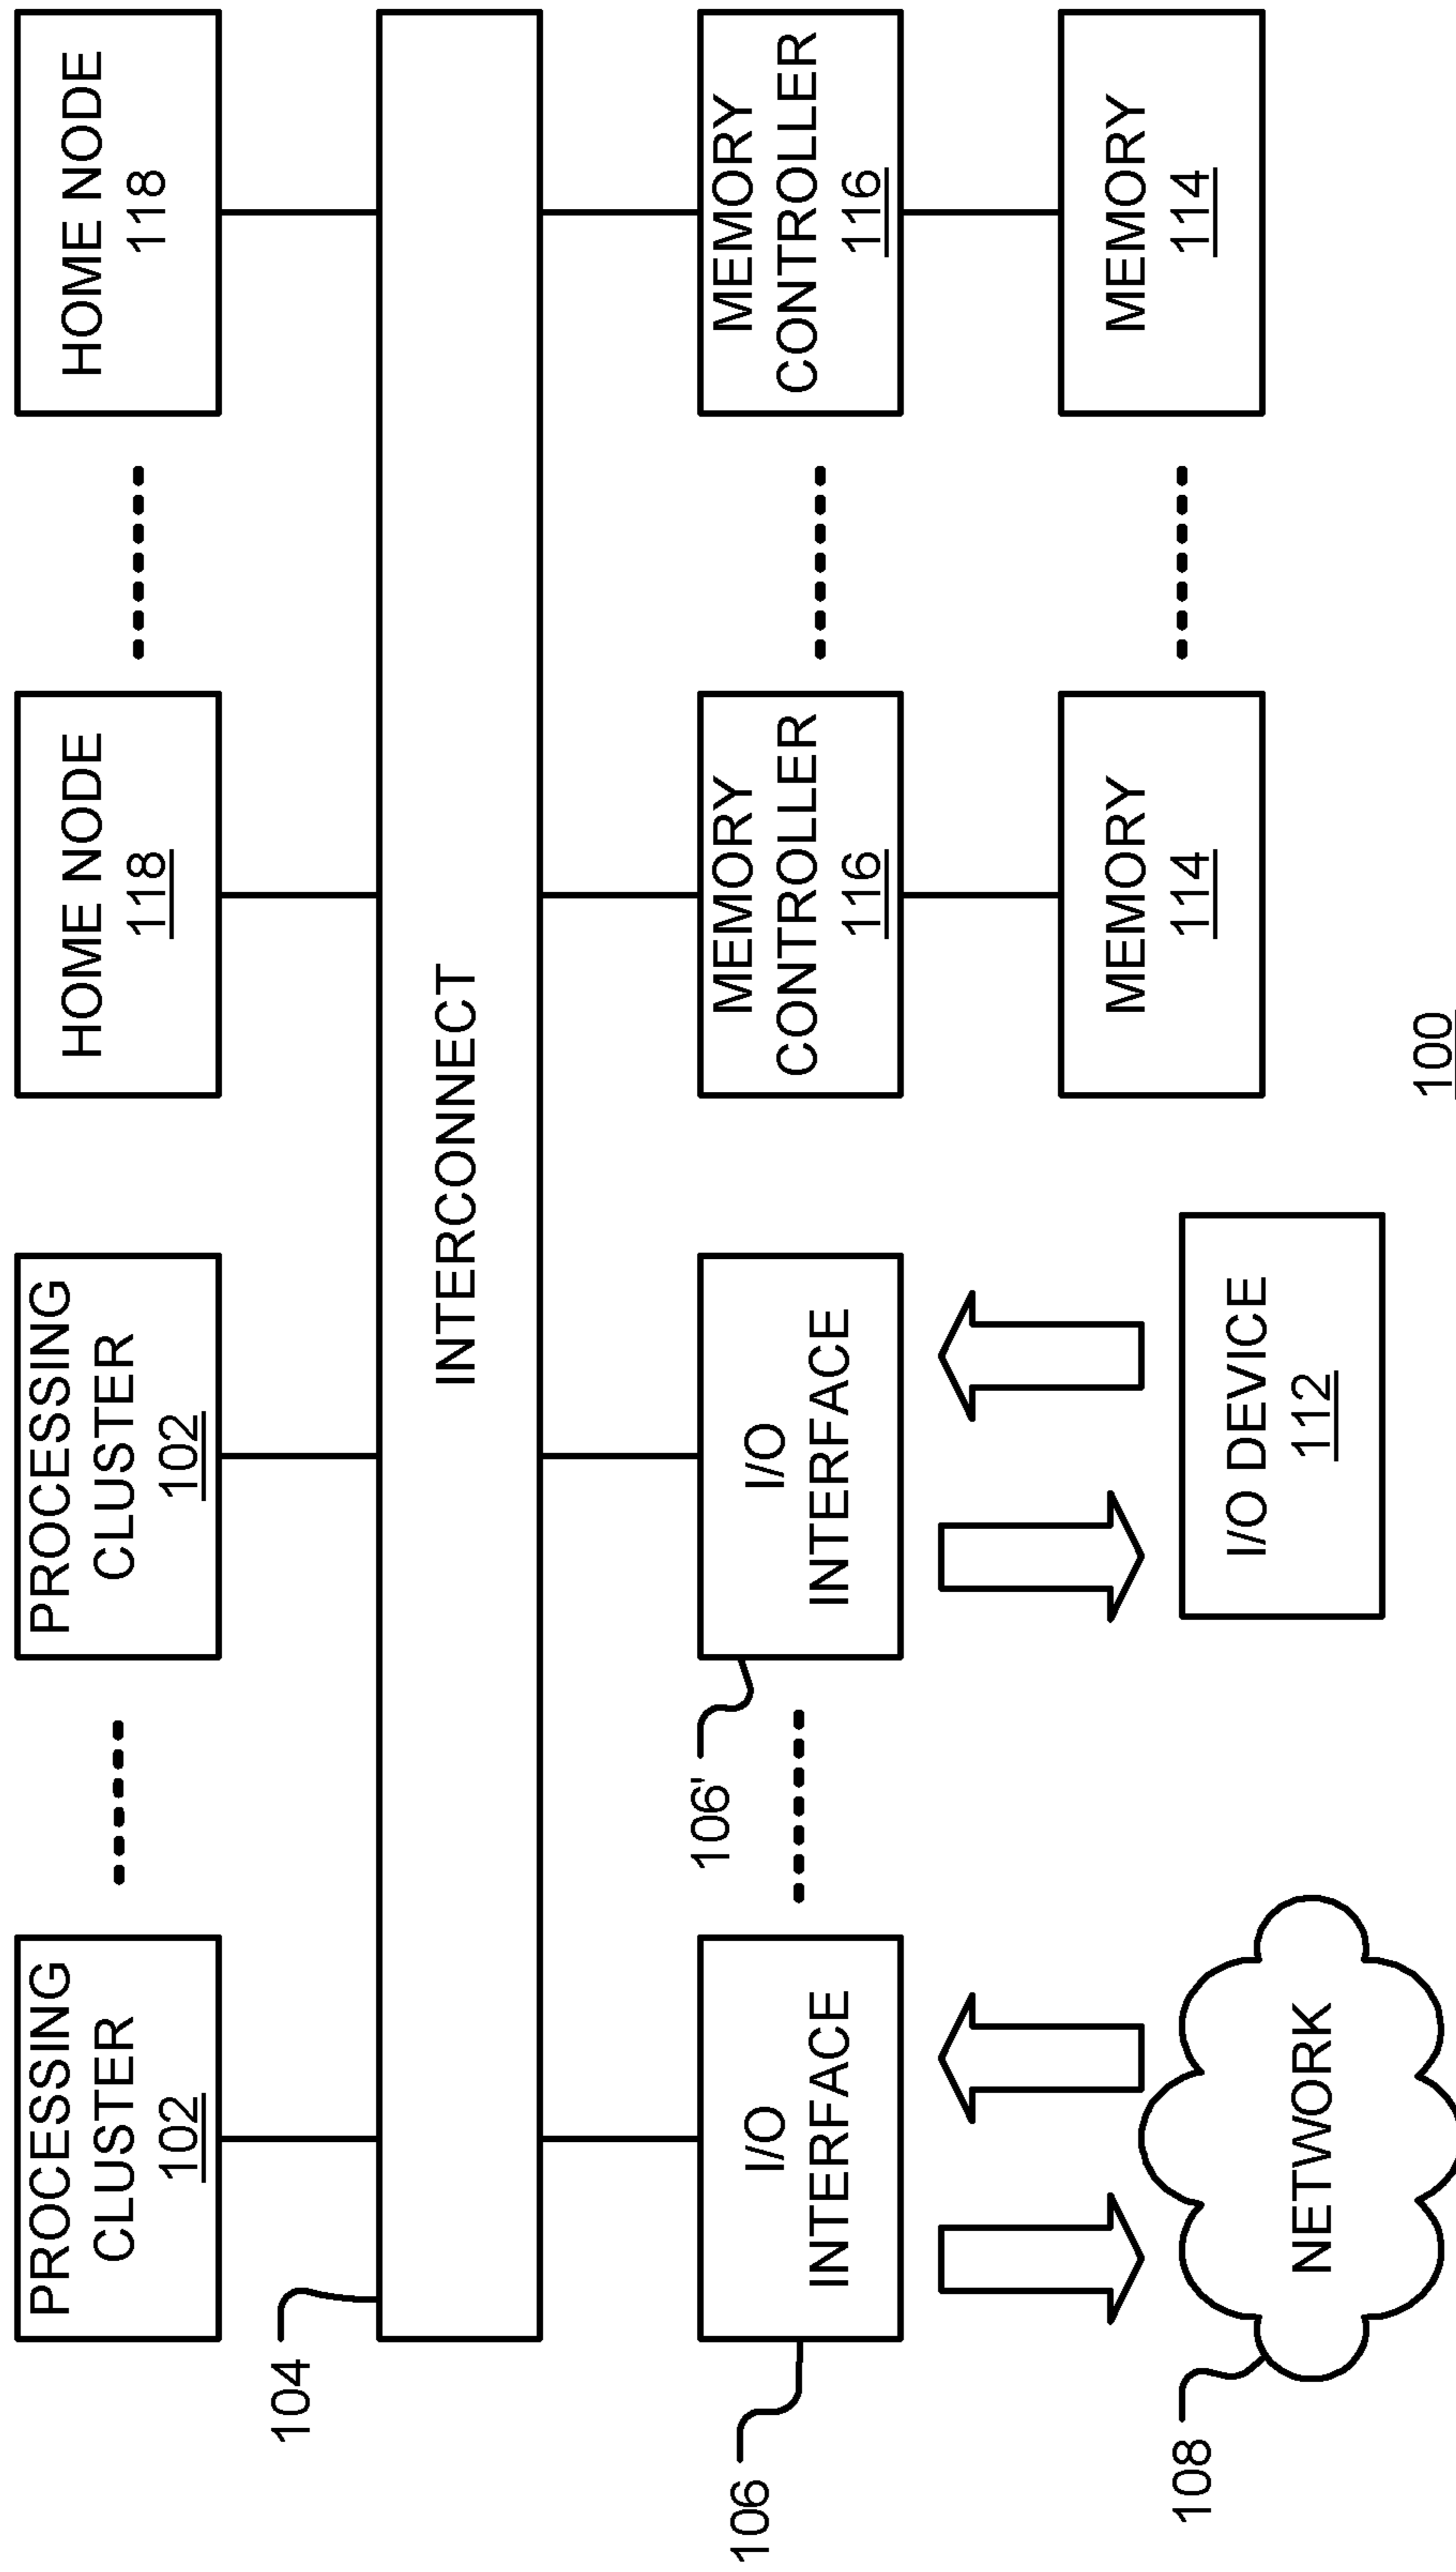 PROCESSING
CLUSTER
102
PROCESSING
CLUSTER
102
HOME NODE
118
HOME NODE
118
104
INTERCONNECT
106
I/O
INTERFACE
106'
I/O
INTERFACE
MEMORY
CONTROLLER
116
MEMORY
CONTROLLER
116
108
NETWORK
I/O DEVICE
112
MEMORY
114
MEMORY
114
100